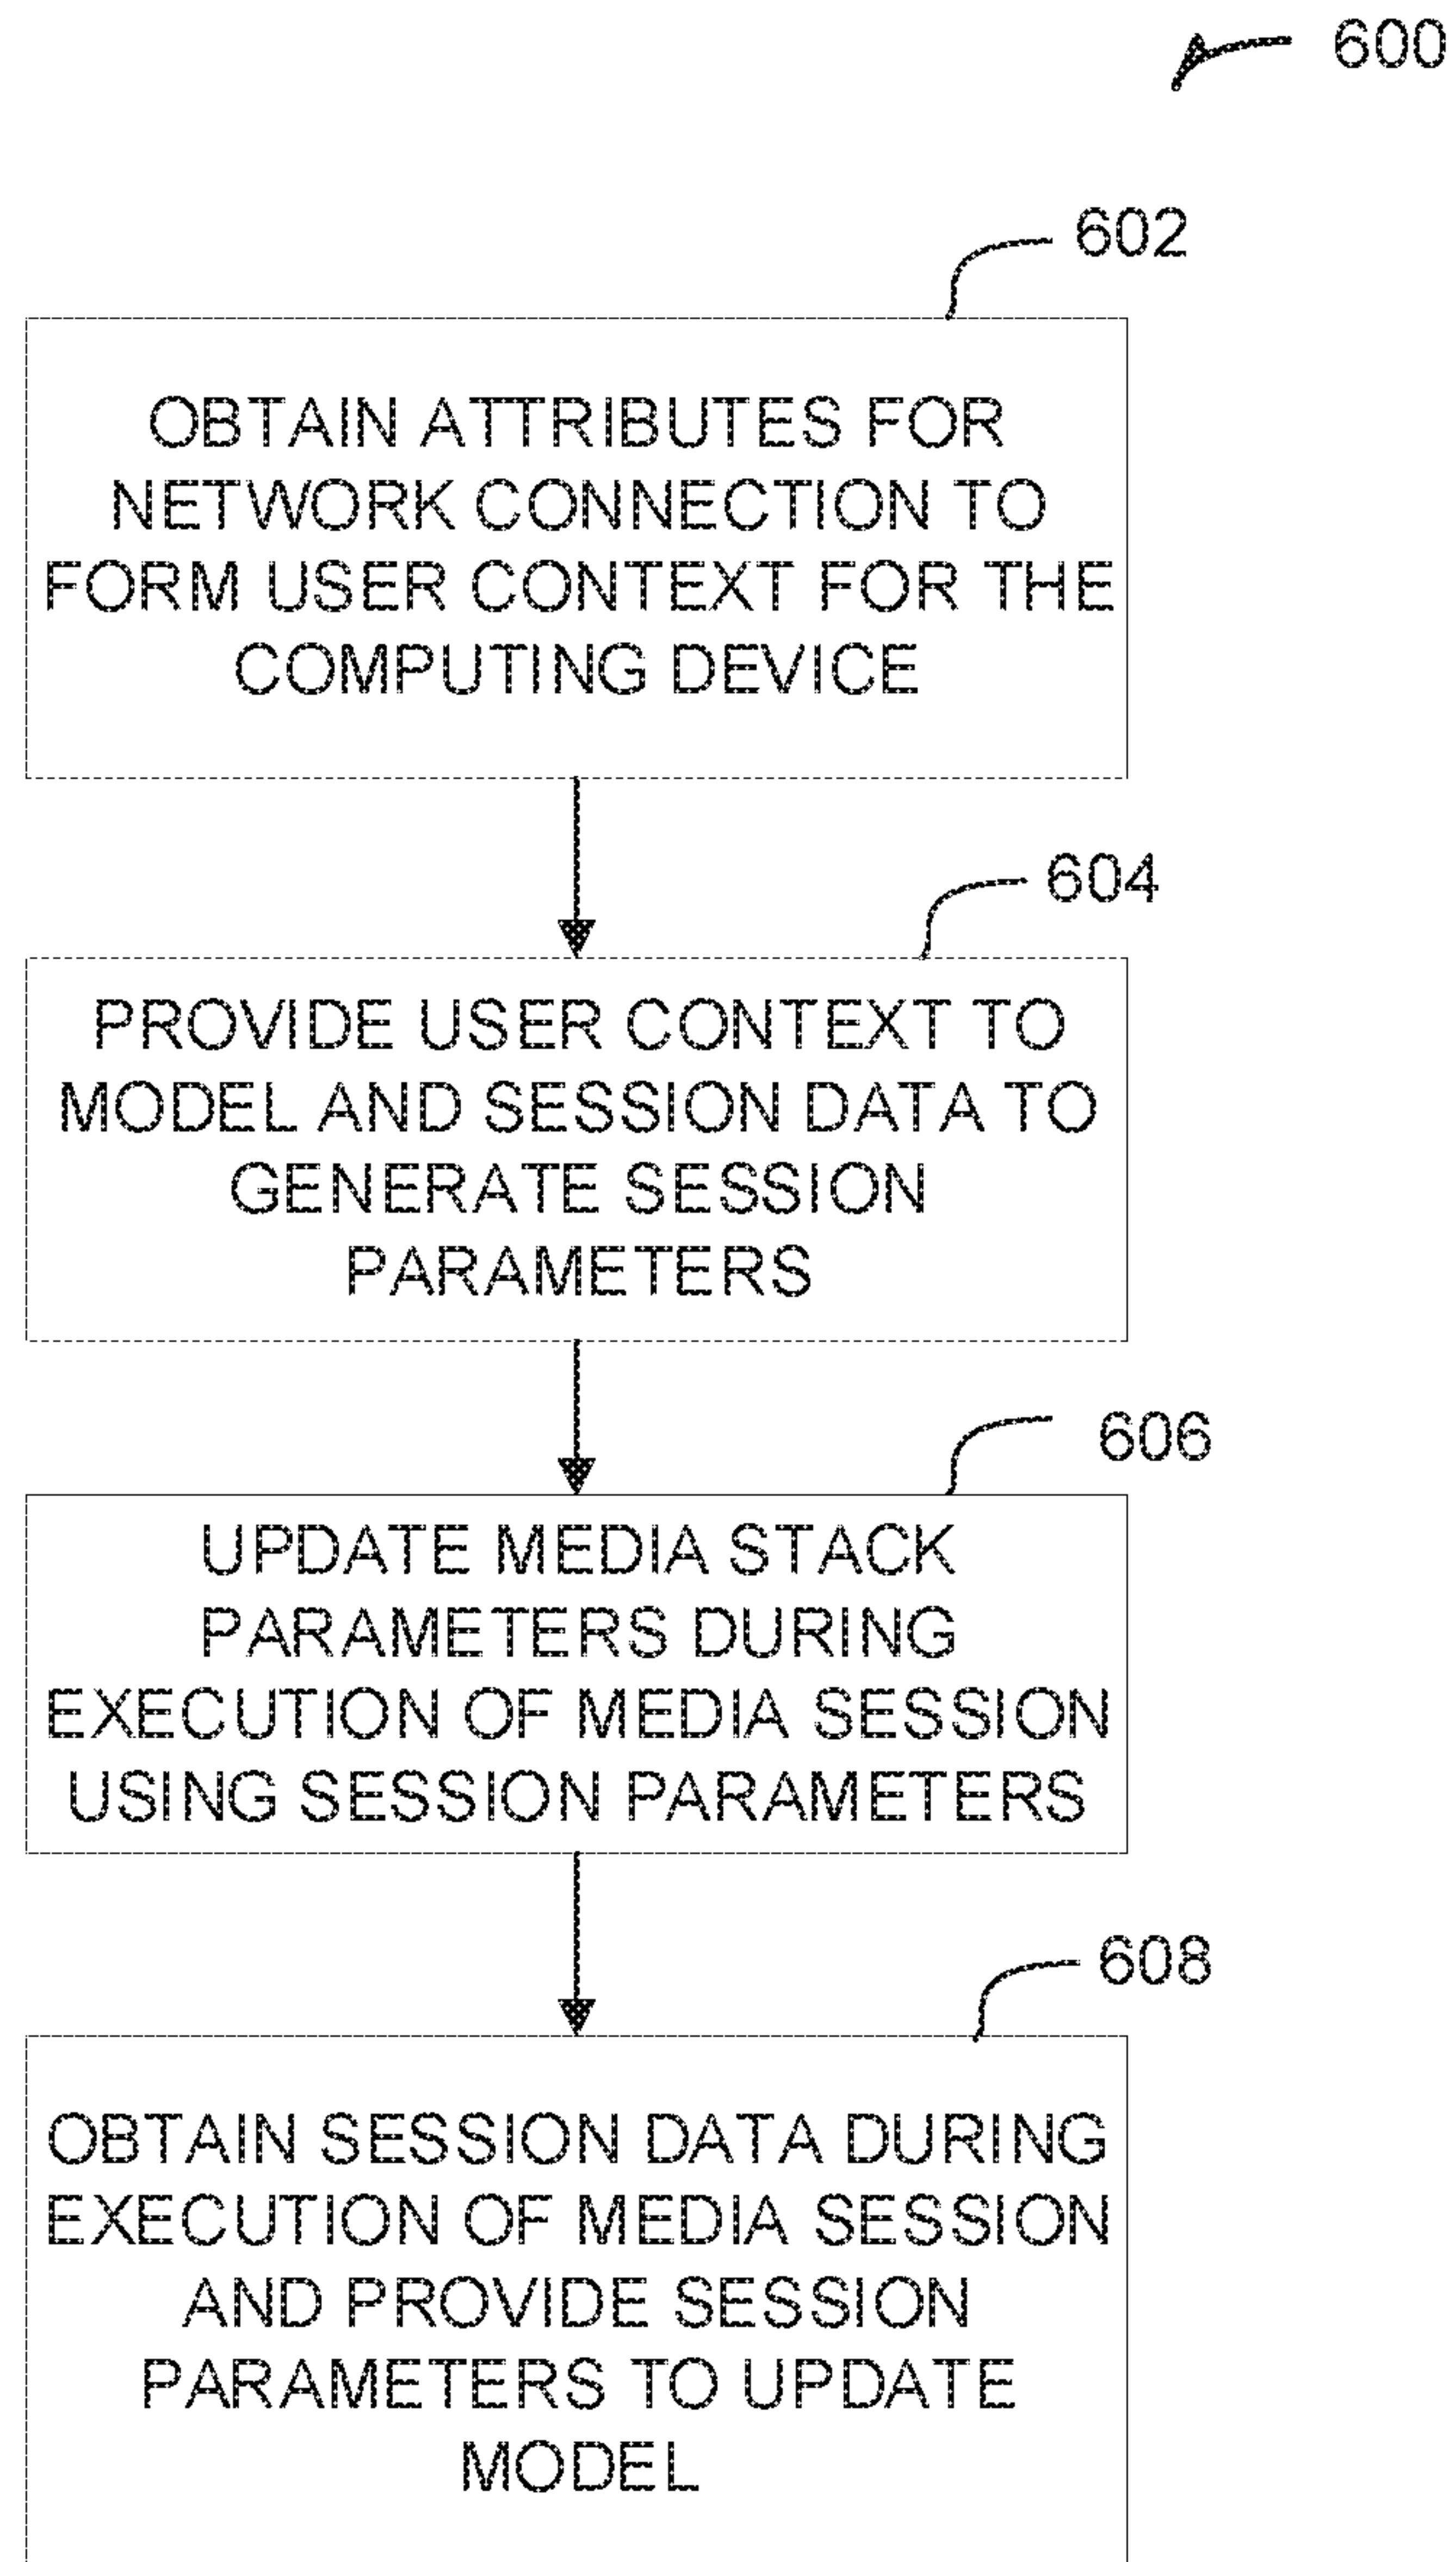 600
602
OBTAIN ATTRIBUTES FOR
NETWORK CONNECTION TO
FORM USER CONTEXT FOR THE
COMPUTING DEVICE
604
PROVIDE USER CONTEXT TO
MODEL AND SESSION DATA TO
GENERATE SESSION
PARAMETERS
606
UPDATE MEDIA STACK
PARAMETERS DURING
EXECUTION OF MEDIA SESSION
USING SESSION PARAMETERS
608
OBTAIN SESSION DATA DURING
EXECUTION OF MEDIA SESSION
AND PROVIDE SESSION
PARAMETERS TO UPDATE
MODEL